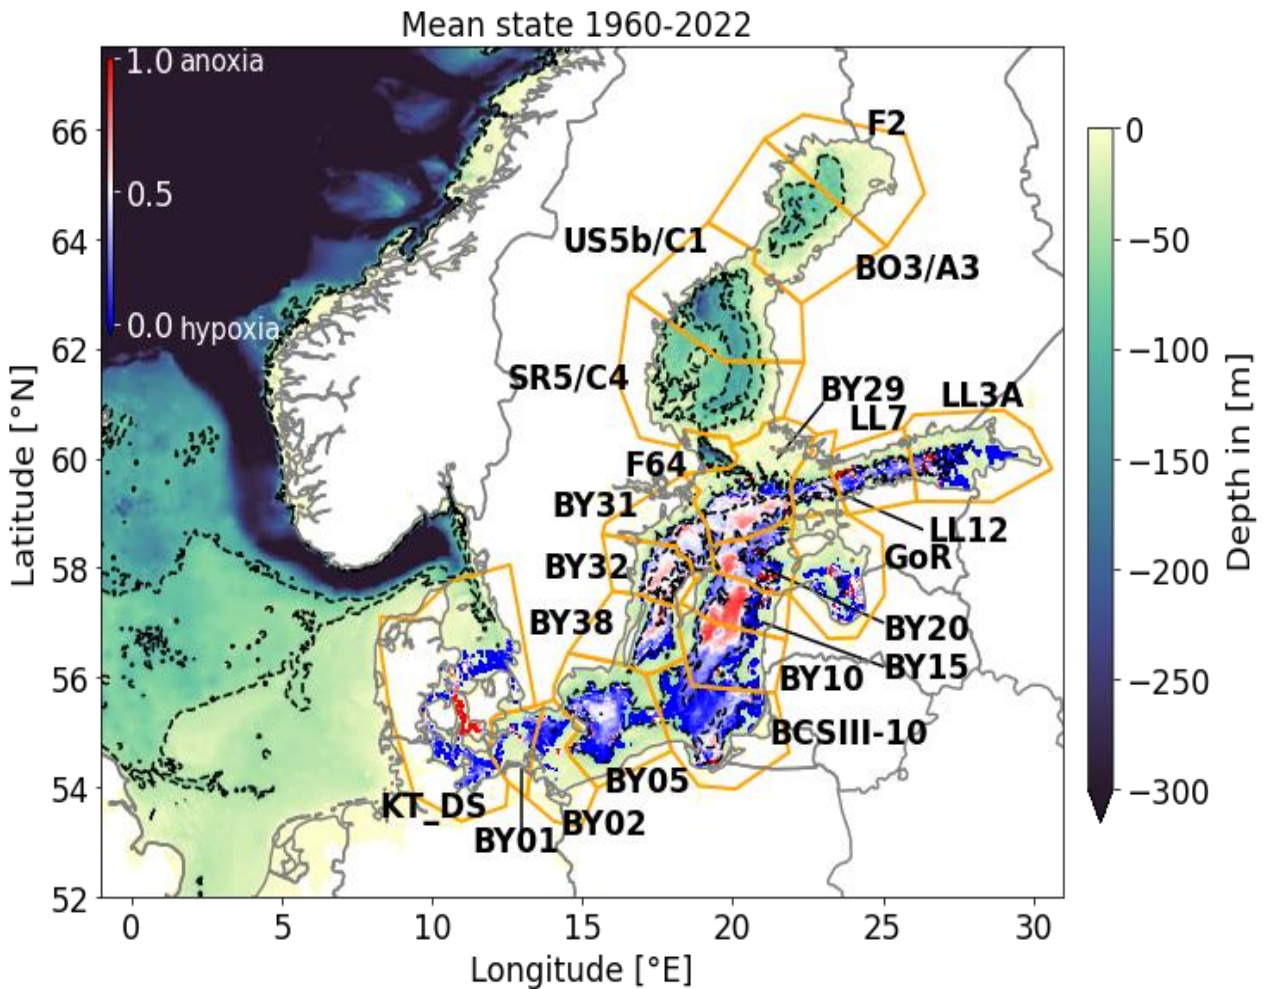 Mean state 1960-2022
1.0 anoxia
0.5
0.0 hypoxia
66
64
62
60
58
56
54
52
Latitude [°N]
0
5
10
15
20
25
30
Longitude [°E]
F2
US5b/C1
BO3/A3
SR5/C4
BY29
LL3A
LL7
F64
BY31
LL12
GoR
BY32
BY38
BY20
BY15
BY10
BCSIII-10
BY05
KT_DS
BY02
BY01
0
−50
−100
−150
−200
−250
−300
Depth in [m]